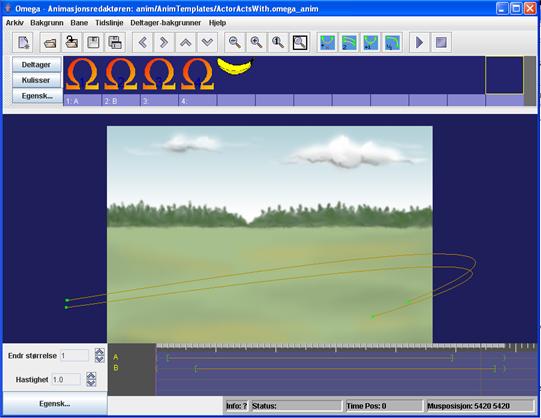 Omega - Animasjonsredaktøren: anim/AnimTemplates/ActorActsWith.omega_anim
Arkiv Bakgrunn Bane Tidslinje Deltager-bakgrunner Hjelp
Deltager
Kulisser
Egensk...
1: A 2: B 3: 4:
Endr størrelse 1
A
B
Hastighet 1.0
Egensk...
Info: ? Status: Time Pos: 0 Musposisjon: 5420 5420